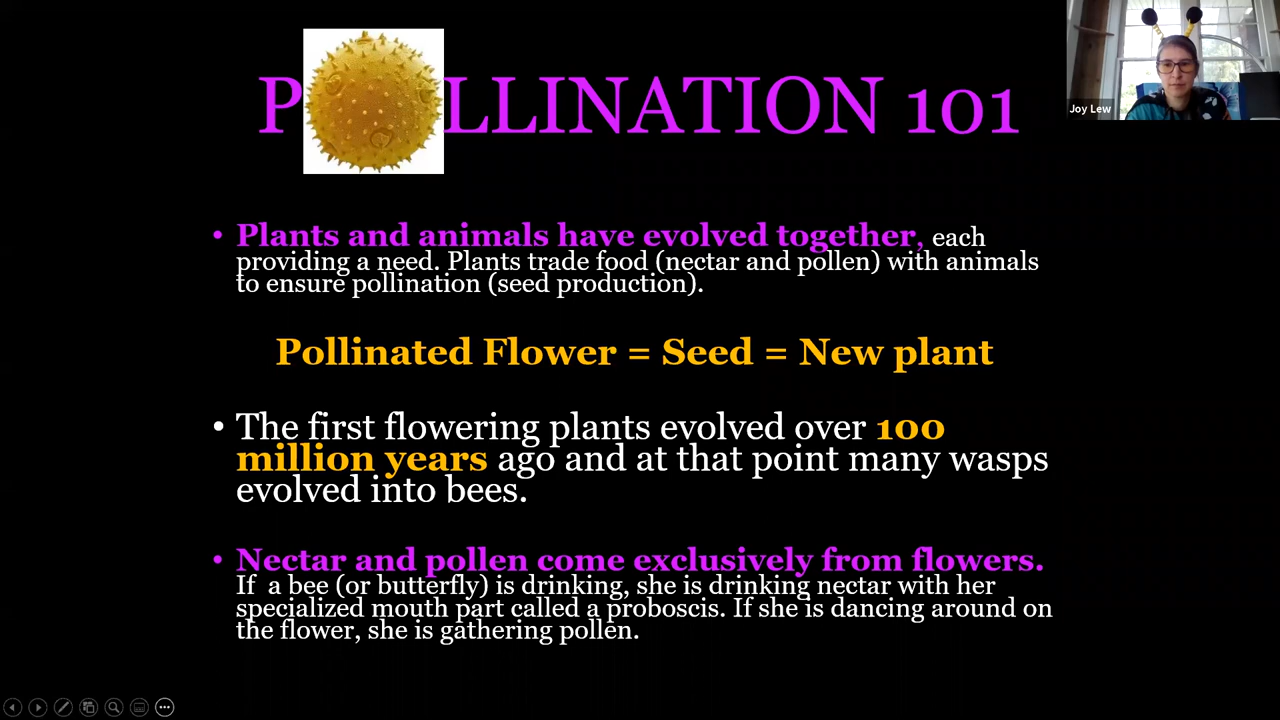 P LLINATION 101
Joy Lew
• Plants and animals have evolved together, each
providing a need. Plants trade food (nectar and pollen) with animals
to ensure pollination (seed production).
Pollinated Flower = Seed = New plant
• The first flowering plants evolved over 100
million years ago and at that point many wasps
evolved into bees.
• Nectar and pollen come exclusively from flowers.
If a bee (or butterfly) is drinking, she is drinking nectar with her
specialized mouth part called a proboscis. If she is dancing around on
the flower, she is gathering pollen.